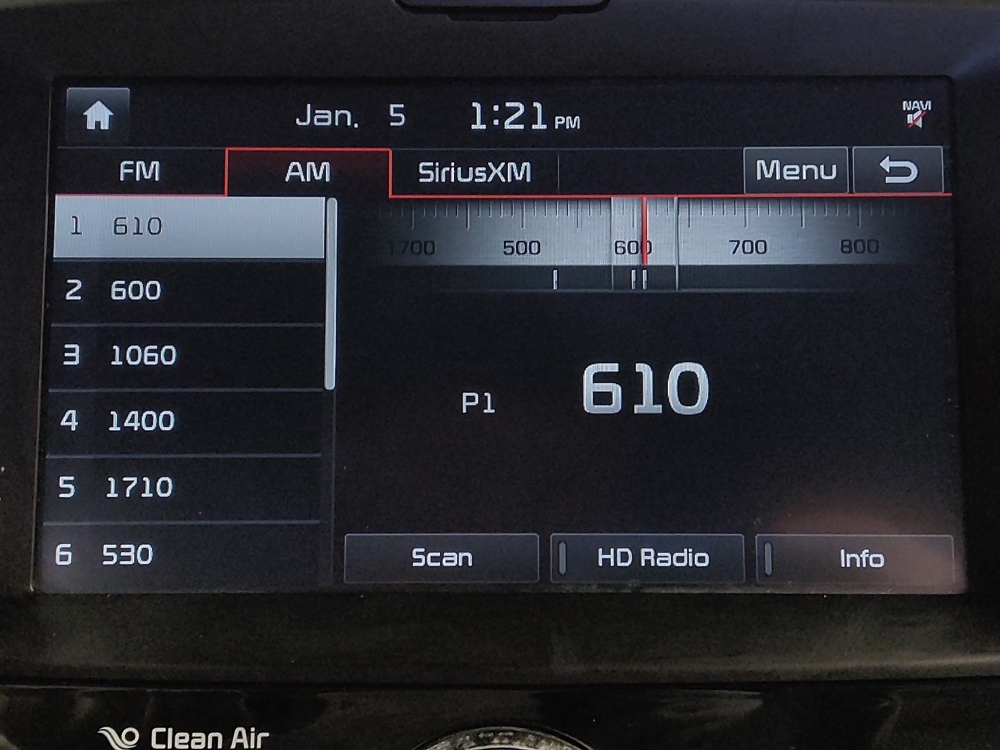 Jan. 5 1:21 PM NAVI
FM AM SiriusXM Menu
1 610
2 600
3 1060
4 1400
5 1710
6 530
1700 500 600 700 800
P1 610
Scan HD Radio Info
Clean Air